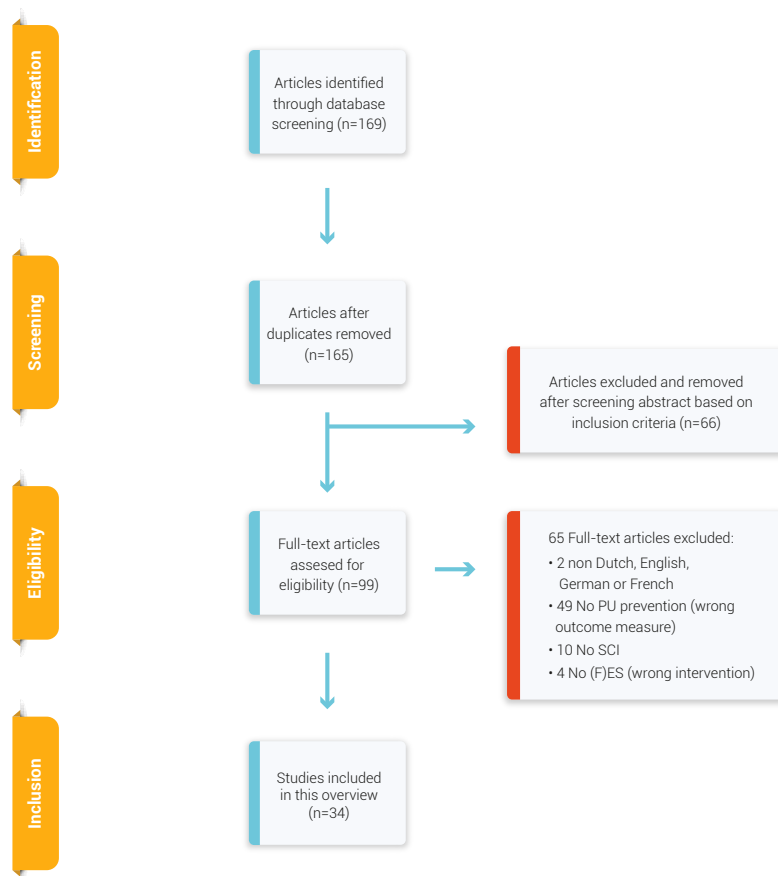 Identification
Articles identified
through database
screening (n=169)
Screening
Articles after
duplicates removed
(n=165)
Articles excluded and removed
after screening abstract based on
inclusion criteria (n=66)
Eligibility
Full-text articles
assesed for
eligibility (n=99)
65 Full-text articles excluded:
• 2 non Dutch, English,
German or French
• 49 No PU prevention (wrong
outcome measure)
• 10 No SCI
• 4 No (F)ES (wrong intervention)
Inclusion
Studies included
in this overview
(n=34)